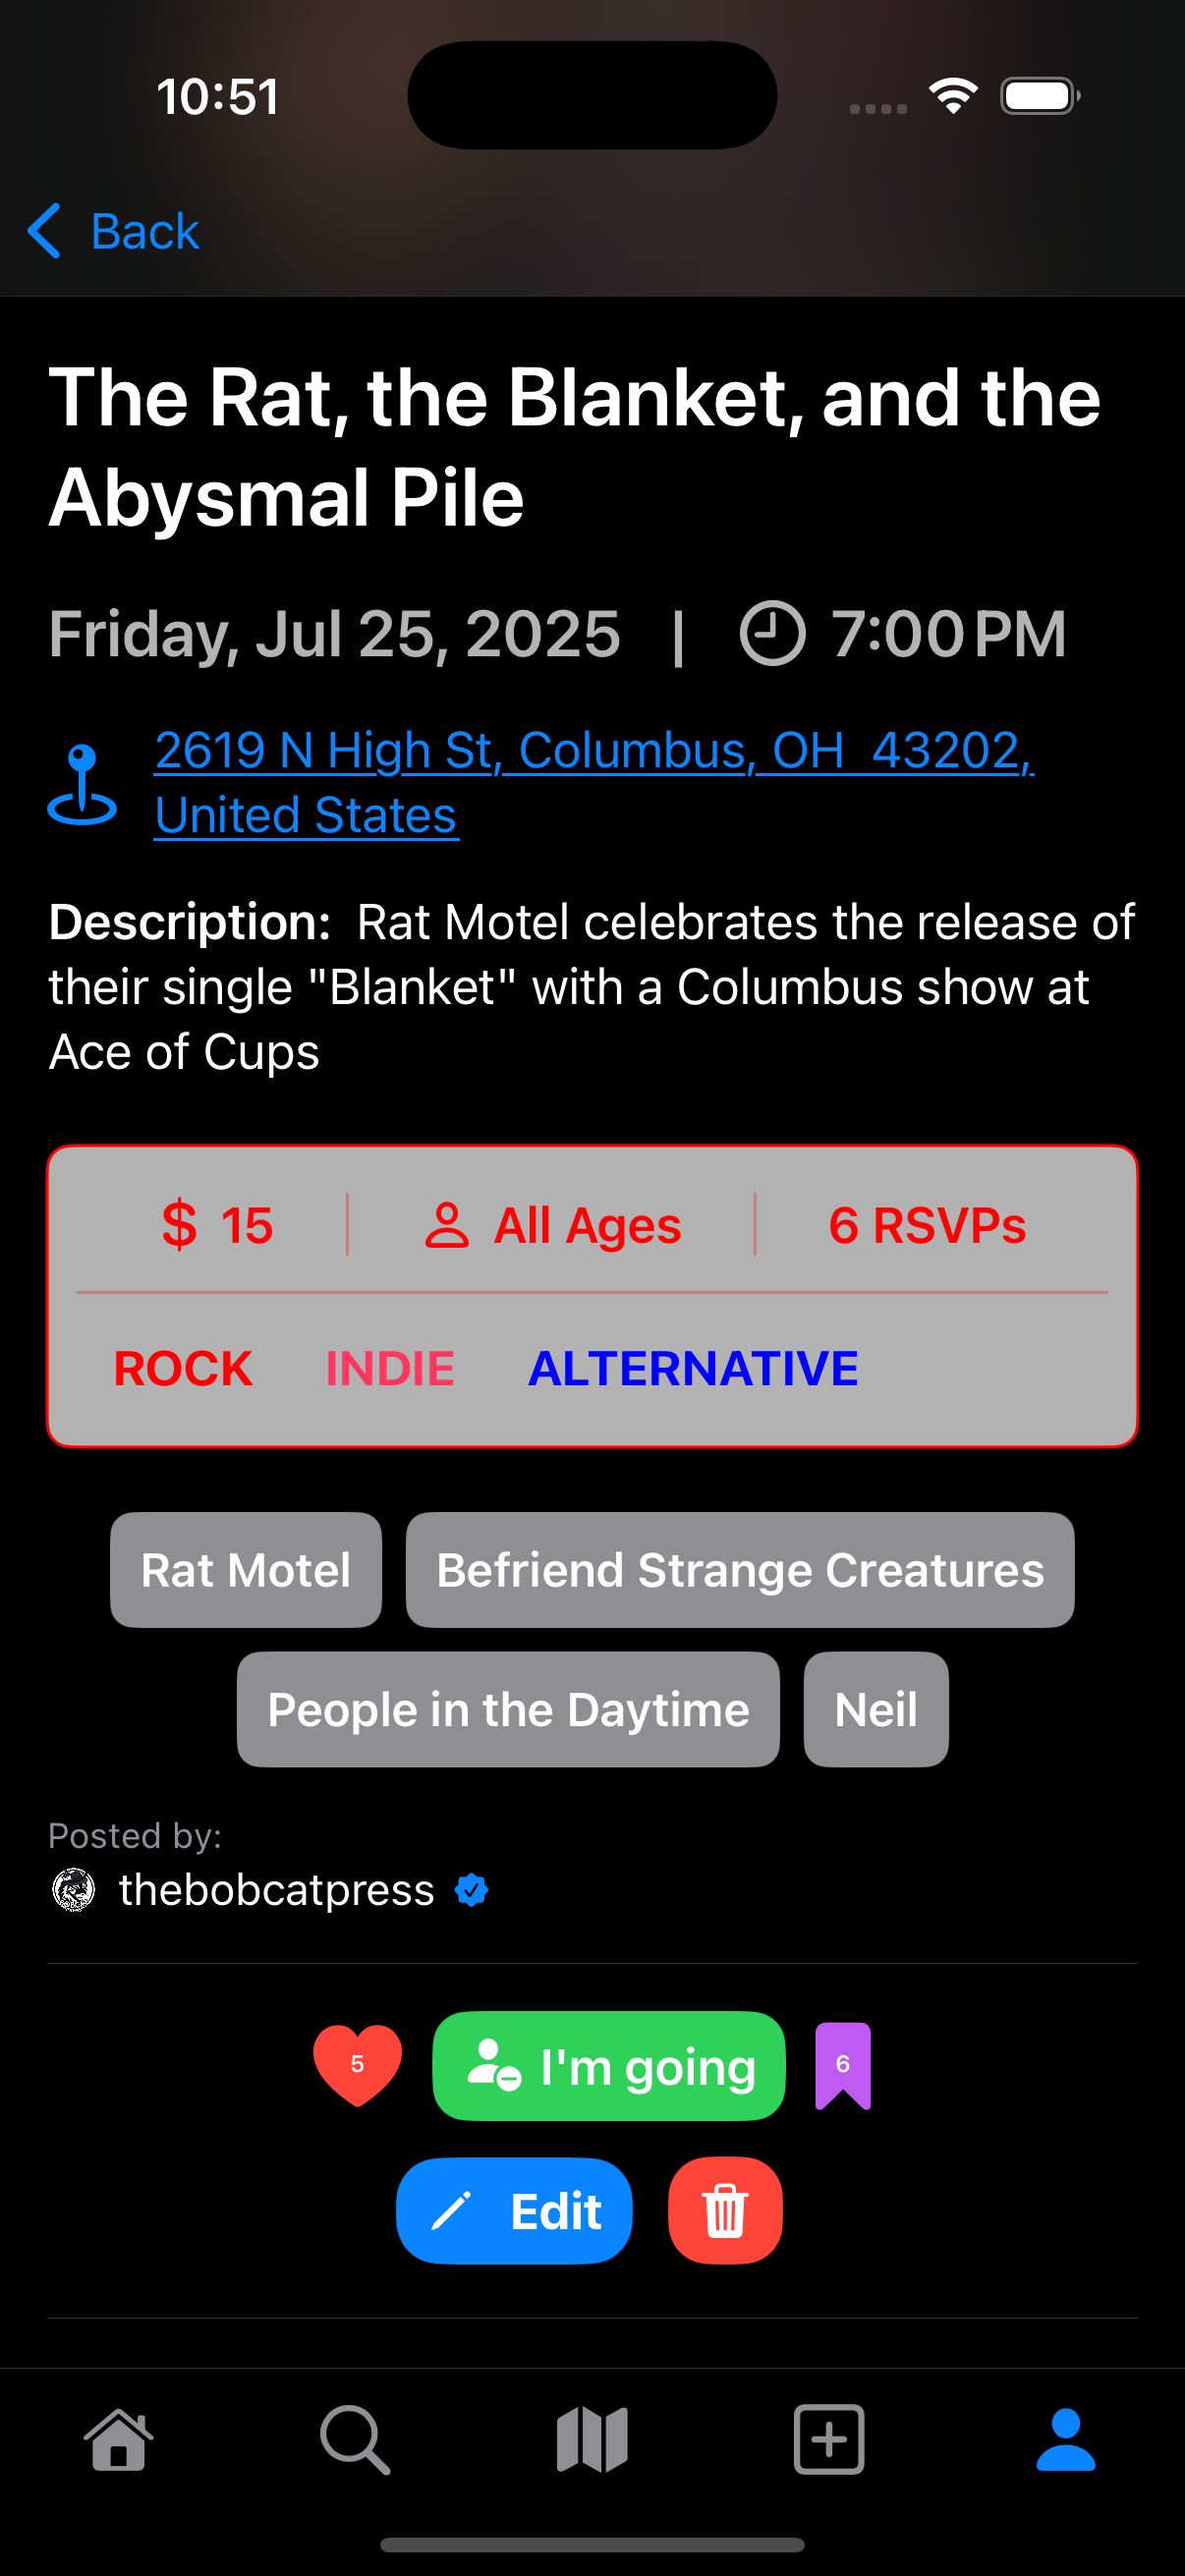 10:51
Back
The Rat, the Blanket, and the
Abysmal Pile
Friday, Jul 25, 2025 | 7:00 PM
2619 N High St, Columbus, OH  43202,
United States
Description:  Rat Motel celebrates the release of
their single "Blanket" with a Columbus show at
Ace of Cups
$ 15 All Ages 6 RSVPs
ROCK INDIE ALTERNATIVE
Rat Motel Befriend Strange Creatures
People in the Daytime Neil
Posted by:
thebobcatpress
5 I'm going 6
Edit